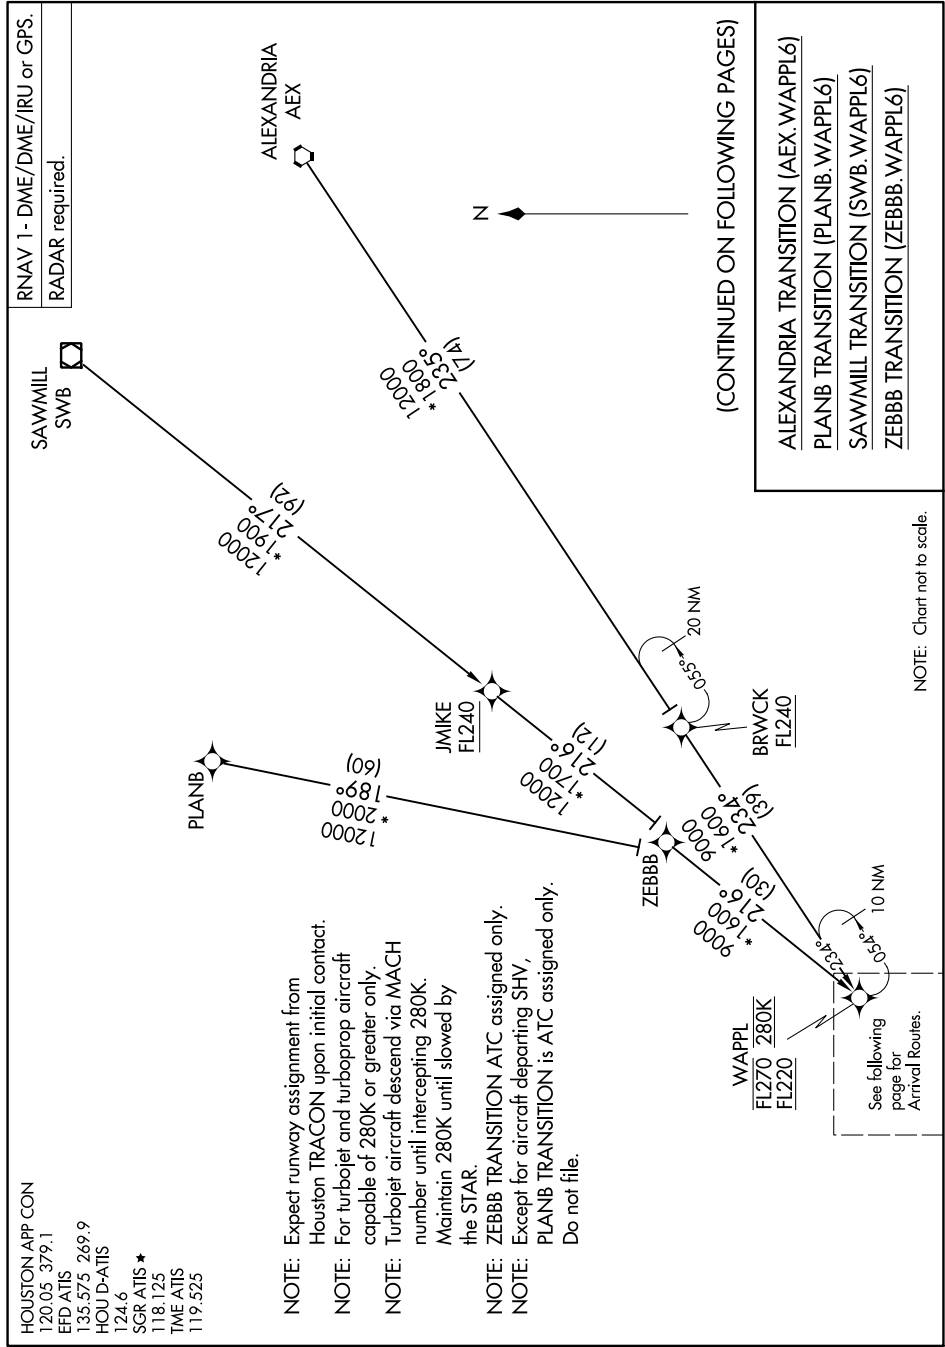 RNAV 1- DME/DME/IRU or GPS.
RADAR required.
HOUSTON APP CON
120.05 379.1
EFD ATIS
135.575 269.9
HOU D-ATIS
124.6
SGR ATIS ★
118.125
TME ATIS
119.525
SAWMILL
SWB
ALEXANDRIA
AEX
PLANB
12000
*1900
217°
(92)
12000
*1800
235°
(74)
N
12000
*2000
189°
(60)
JMIKE
FL240
12000
*1700
216°
(12)
ZEBBB
20 NM
055°
BRWCK
FL240
9000
*1600
216°
(30)
9000
*1600
234°
(39)
234°
10 NM
054°
WAPPL
FL270 280K
FL220
See following
page for
Arrival Routes.
NOTE: Expect runway assignment from
Houston TRACON upon initial contact.
NOTE: For turbojet and turboprop aircraft
capable of 280K or greater only.
NOTE: Turbojet aircraft descend via MACH
number until intercepting 280K.
Maintain 280K until slowed by
the STAR.
NOTE: ZEBBB TRANSITION ATC assigned only.
NOTE: Except for aircraft departing SHV,
PLANB TRANSITION is ATC assigned only.
Do not file.
(CONTINUED ON FOLLOWING PAGES)
ALEXANDRIA TRANSITION (AEX.WAPPL6)
PLANB TRANSITION (PLANB.WAPPL6)
SAWMILL TRANSITION (SWB.WAPPL6)
ZEBBB TRANSITION (ZEBBB.WAPPL6)
NOTE: Chart not to scale.